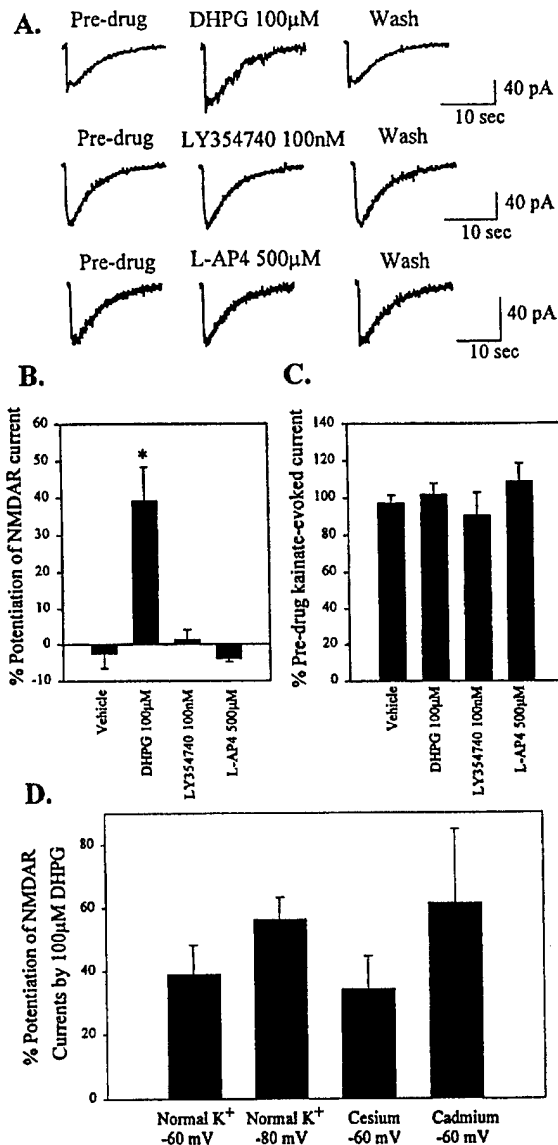 A.
Pre-drug DHPG 100μM Wash
40 pA
10 sec
Pre-drug LY354740 100nM Wash
40 pA
10 sec
Pre-drug L-AP4 500μM Wash
40 pA
10 sec
B.
% Potentiation of NMDAR current
60
50
40
30
20
10
0
-10
*
Vehicle
DHPG 100μM
LY354740 100nM
L-AP4 500μM
C.
% Pre-drug kainate-evoked current
140
120
100
80
60
40
20
0
Vehicle
DHPG 100μM
LY354740 100nM
L-AP4 500μM
D.
% Potentiation of NMDAR
Currents by 100μM DHPG
80
60
40
20
0
Normal K+ Normal K+ Cesium Cadmium
-60 mV -80 mV -60 mV -60 mV